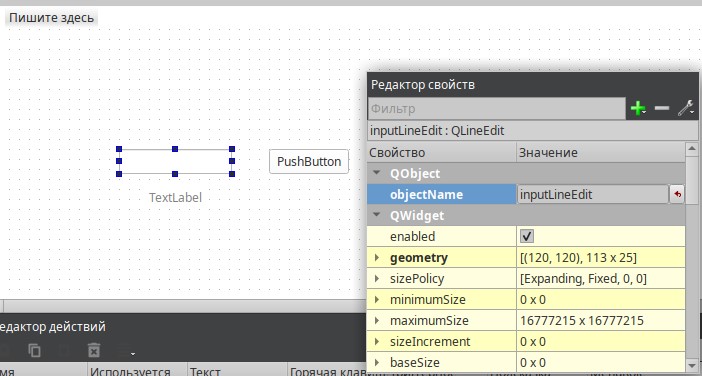 Пишите здесь
Редактор свойств
Фильтр
inputLineEdit : QLineEdit
Свойство Значение
QObject
objectName inputLineEdit
QWidget
enabled
geometry [(120, 120), 113 x 25]
sizePolicy [Expanding, Fixed, 0, 0]
minimumSize 0 x 0
maximumSize 16777215 x 16777215
sizeIncrement 0 x 0
baseSize 0 x 0
PushButton
TextLabel
едактор действий
мя Используется Текст Горячая клави